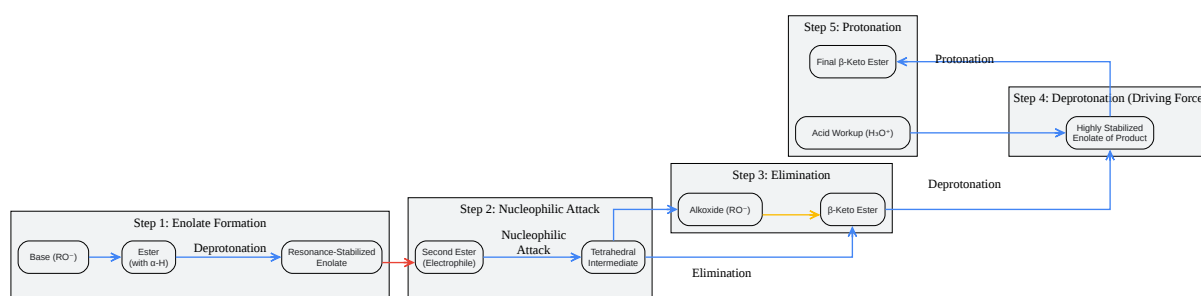 Step 5: Protonation
Final β-Keto Ester
Protonation
Acid Workup (H₃O⁺)
Step 4: Deprotonation (Driving Force
Highly Stabilized
Enolate of Product
Deprotonation
Step 3: Elimination
Alkoxide (RO⁻)
β-Keto Ester
Elimination
Step 2: Nucleophilic Attack
Second Ester
(Electrophile)
Nucleophilic
Attack
Tetrahedral
Intermediate
Step 1: Enolate Formation
Base (RO⁻)
Ester
(with α-H)
Deprotonation
Resonance-Stabilized
Enolate